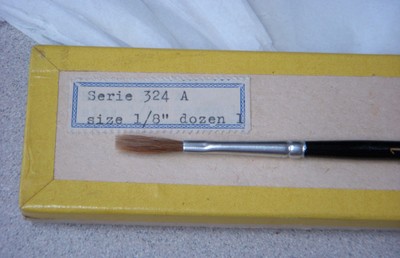 Serie 324 A
size 1/8" dozen 1